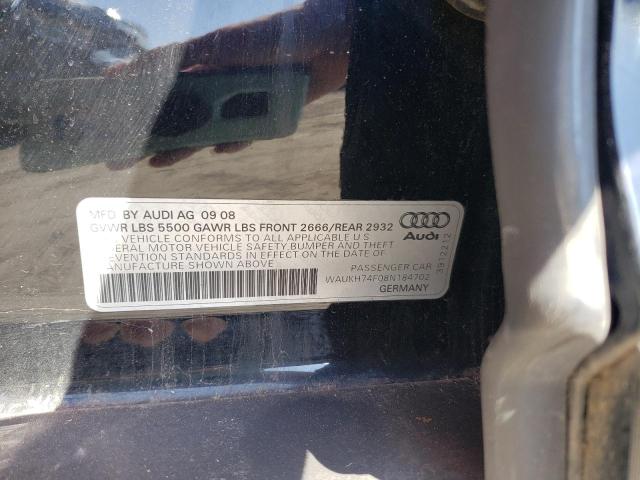 MFD BY AUDI AG 09 08
GVWR LBS 5500 GAWR LBS FRONT 2666/REAR 2932
VEHICLE CONFORMS TO ALL APPLICABLE U S
ERAL MOTOR VEHICLE SAFETY, BUMPER AND THEFT
EVENTION STANDARDS IN EFFECT ON THE DATE OF
MANUFACTURE SHOWN ABOVE
Audi
3912212
PASSENGER CAR
WAUKH74F08N184702
GERMANY